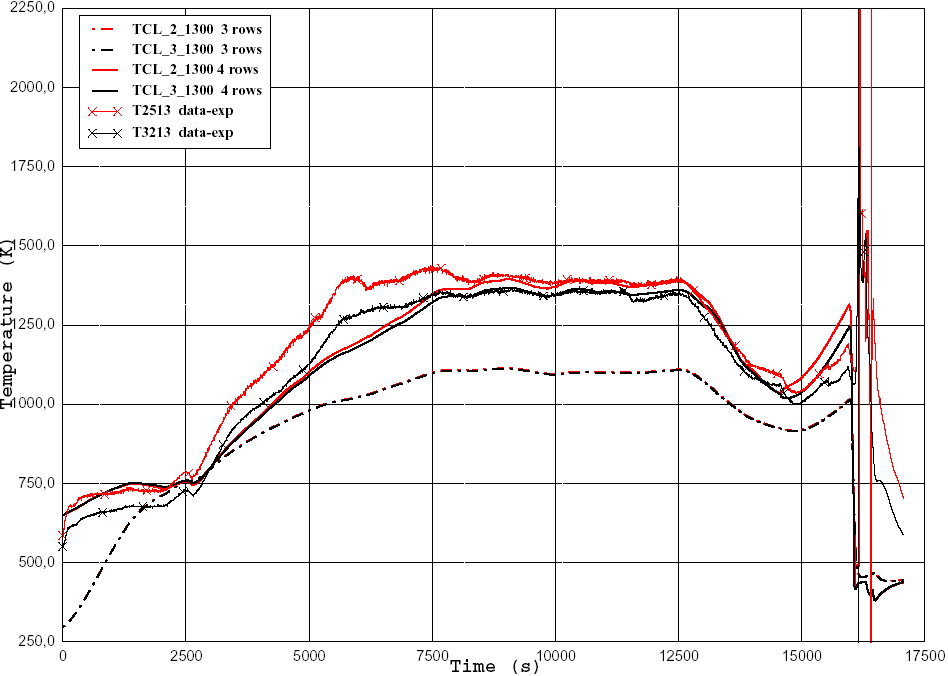 2250,0
2000,0
1750,0
1500,0
1250,0
1000,0
750,0
500,0
250,0
Temperature (K)
TCL_2_1300 3 rows
TCL_3_1300 3 rows
TCL_2_1300 4 rows
TCL_3_1300 4 rows
T2513 data-exp
T3213 data-exp
0 2500 5000 7500 10000 12500 15000 17500
Time (s)